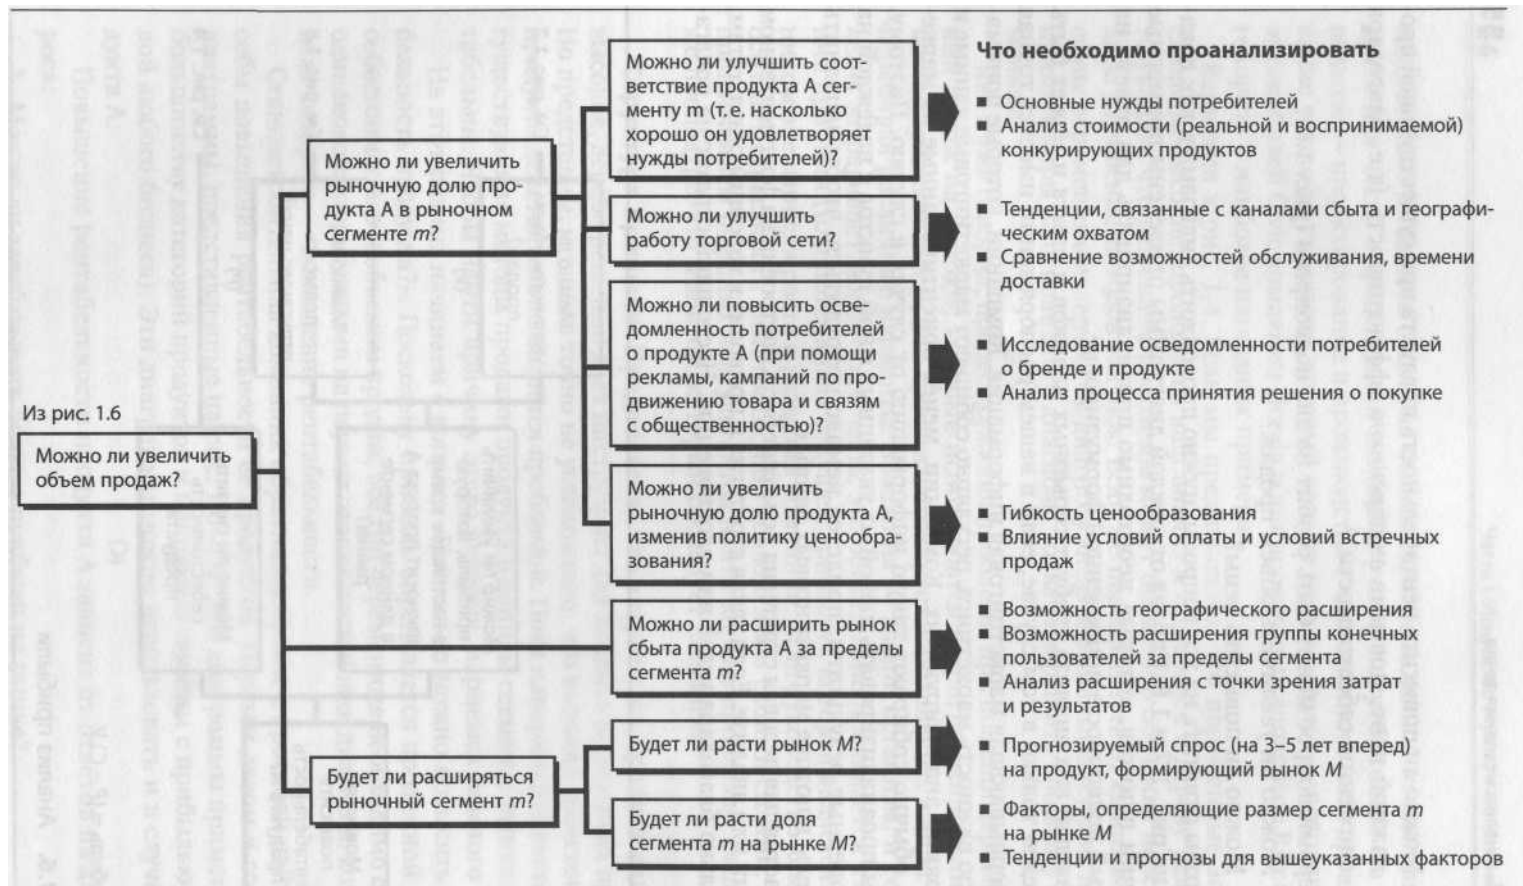 Из рис. 1.6
Можно ли увеличить
объем продаж?
Можно ли увеличить
рыночную долю про-
дукта А в рыночном
сегменте m?
Будет ли расширяться
рыночный сегмент m?
Можно ли улучшить соот-
ветствие продукта А сег-
менту m (т. е. насколько
хорошо он удовлетворяет
нужды потребителей)?
Можно ли улучшить
работу торговой сети?
Можно ли повысить осве-
домленность потребителей
о продукте А (при помощи
рекламы, кампаний по про-
движению товара и связям
с общественностью)?
Можно ли увеличить
рыночную долю продукта А,
изменив политику ценообра-
зования?
Можно ли расширить рынок
сбыта продукта А за пределы
сегмента m?
Будет ли расти рынок М?
Будет ли расти доля
сегмента m на рынке М?
Что необходимо проанализировать
■ Основные нужды потребителей
■ Анализ стоимости (реальной и воспринимаемой)
конкурирующих продуктов
■ Тенденции, связанные с каналами сбыта и географи-
ческим охватом
■ Сравнение возможностей обслуживания, времени
доставки
■ Исследование осведомленности потребителей
о бренде и продукте
■ Анализ процесса принятия решения о покупке
■ Гибкость ценообразования
■ Влияние условий оплаты и условий встречных
продаж
■ Возможность географического расширения
■ Возможность расширения группы конечных
пользователей за пределы сегмента
■ Анализ расширения с точки зрения затрат
и результатов
■ Прогнозируемый спрос (на 3–5 лет вперед)
на продукт, формирующий рынок М
■ Факторы, определяющие размер сегмента m
на рынке М
■ Тенденции и прогнозы для вышеуказанных факторов